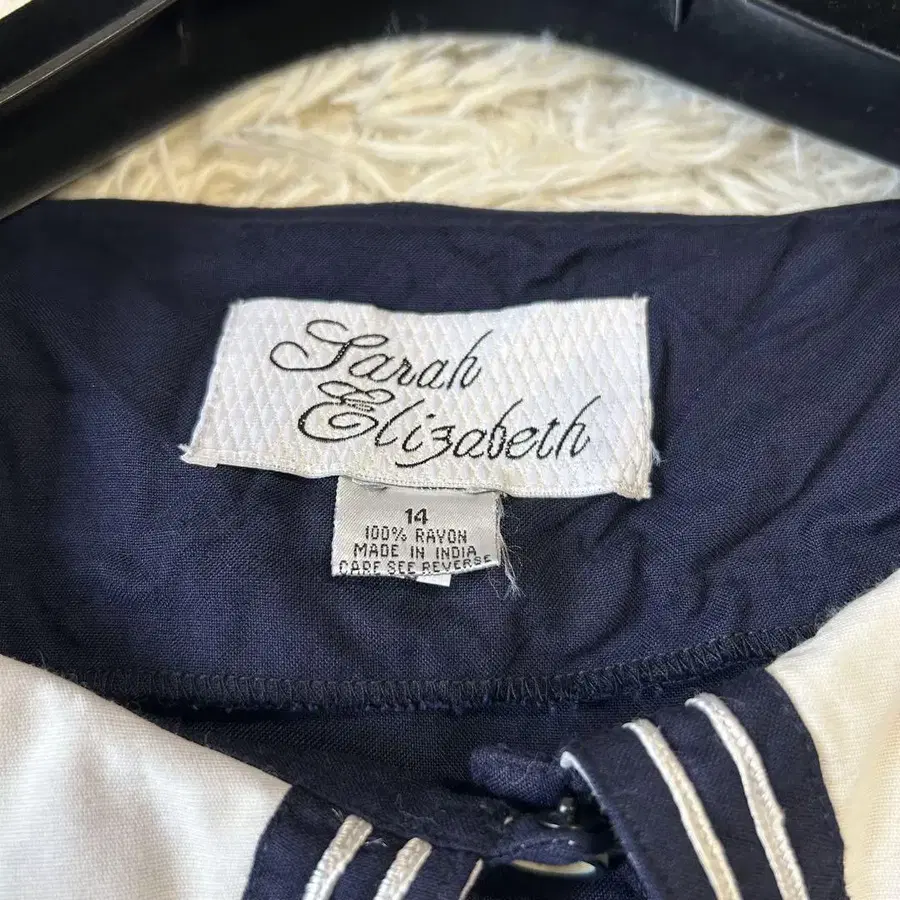 Sarah
Elizabeth
14
100% RAYON
MADE IN INDIA
CARE SEE REVERSE